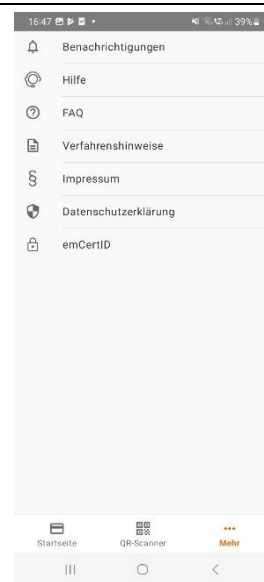 16:47 39%
Benachrichtigungen
Hilfe
FAQ
Verfahrenshinweise
§ Impressum
Datenschutzerklärung
emCertID
Startseite QR-Scanner Mehr